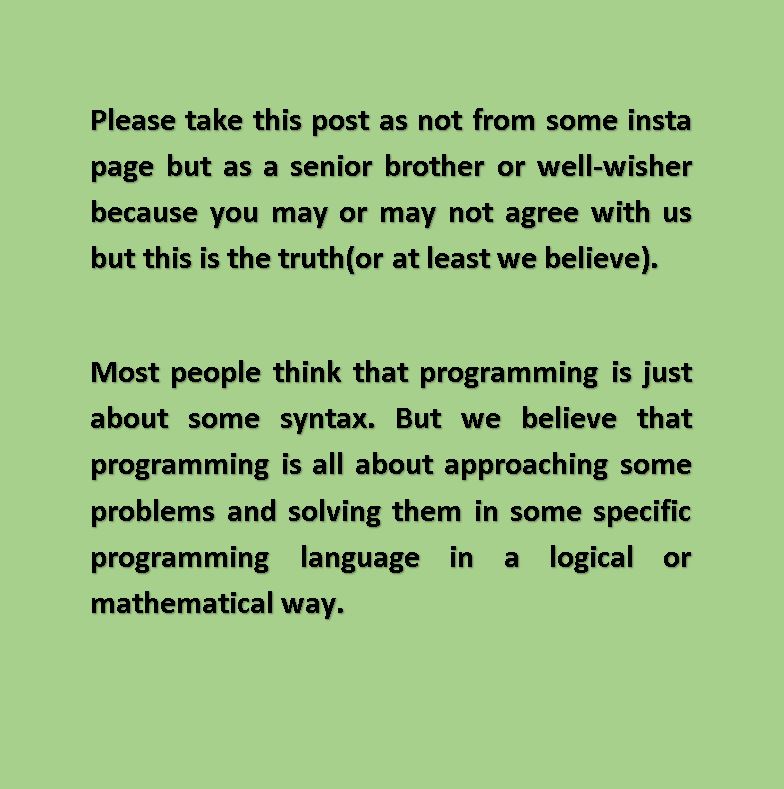 Please take this post as not from some insta
page but as a senior brother or well-wisher
because you may or may not agree with us
but this is the truth(or at least we believe).
Most people think that programming is just
about some syntax. But we believe that
programming is all about approaching some
problems and solving them in some specific
programming language in a logical or
mathematical way.